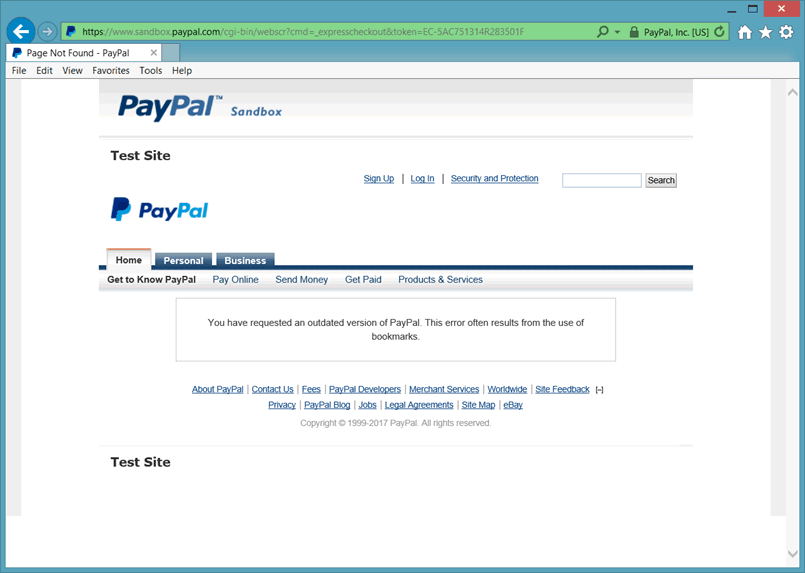 https://www.sandbox.paypal.com/cgi-bin/webscr?cmd=_expresscheckout&token=EC-5AC751314R283501F
PayPal, Inc. [US]
Page Not Found - PayPal
File Edit View Favorites Tools Help
PayPal™ Sandbox
Test Site
Sign Up | Log In | Security and Protection Search
PayPal
Home Personal Business
Get to Know PayPal Pay Online Send Money Get Paid Products & Services
You have requested an outdated version of PayPal. This error often results from the use of
bookmarks.
About PayPal | Contact Us | Fees | PayPal Developers | Merchant Services | Worldwide | Site Feedback [-]
Privacy | PayPal Blog | Jobs | Legal Agreements | Site Map | eBay
Copyright © 1999-2017 PayPal. All rights reserved.
Test Site